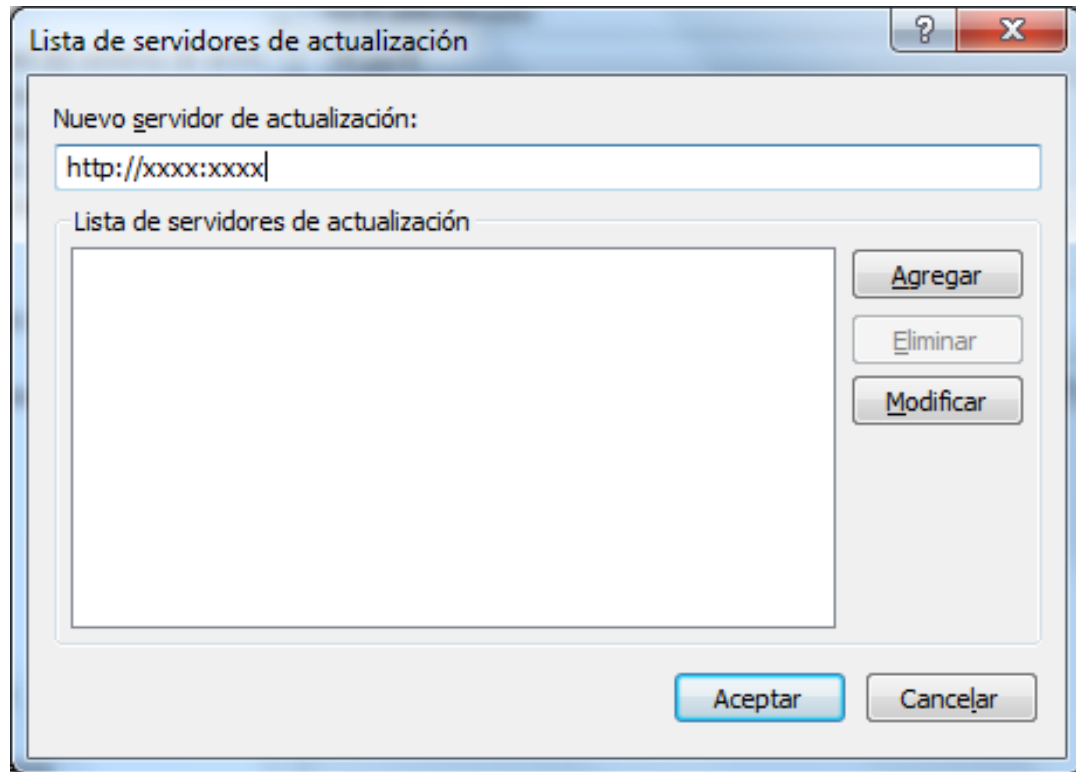 Lista de servidores de actualización
Nuevo servidor de actualización:
http://xxxx:xxxx
Lista de servidores de actualización
Agregar
Eliminar
Modificar
Aceptar
Cancelar